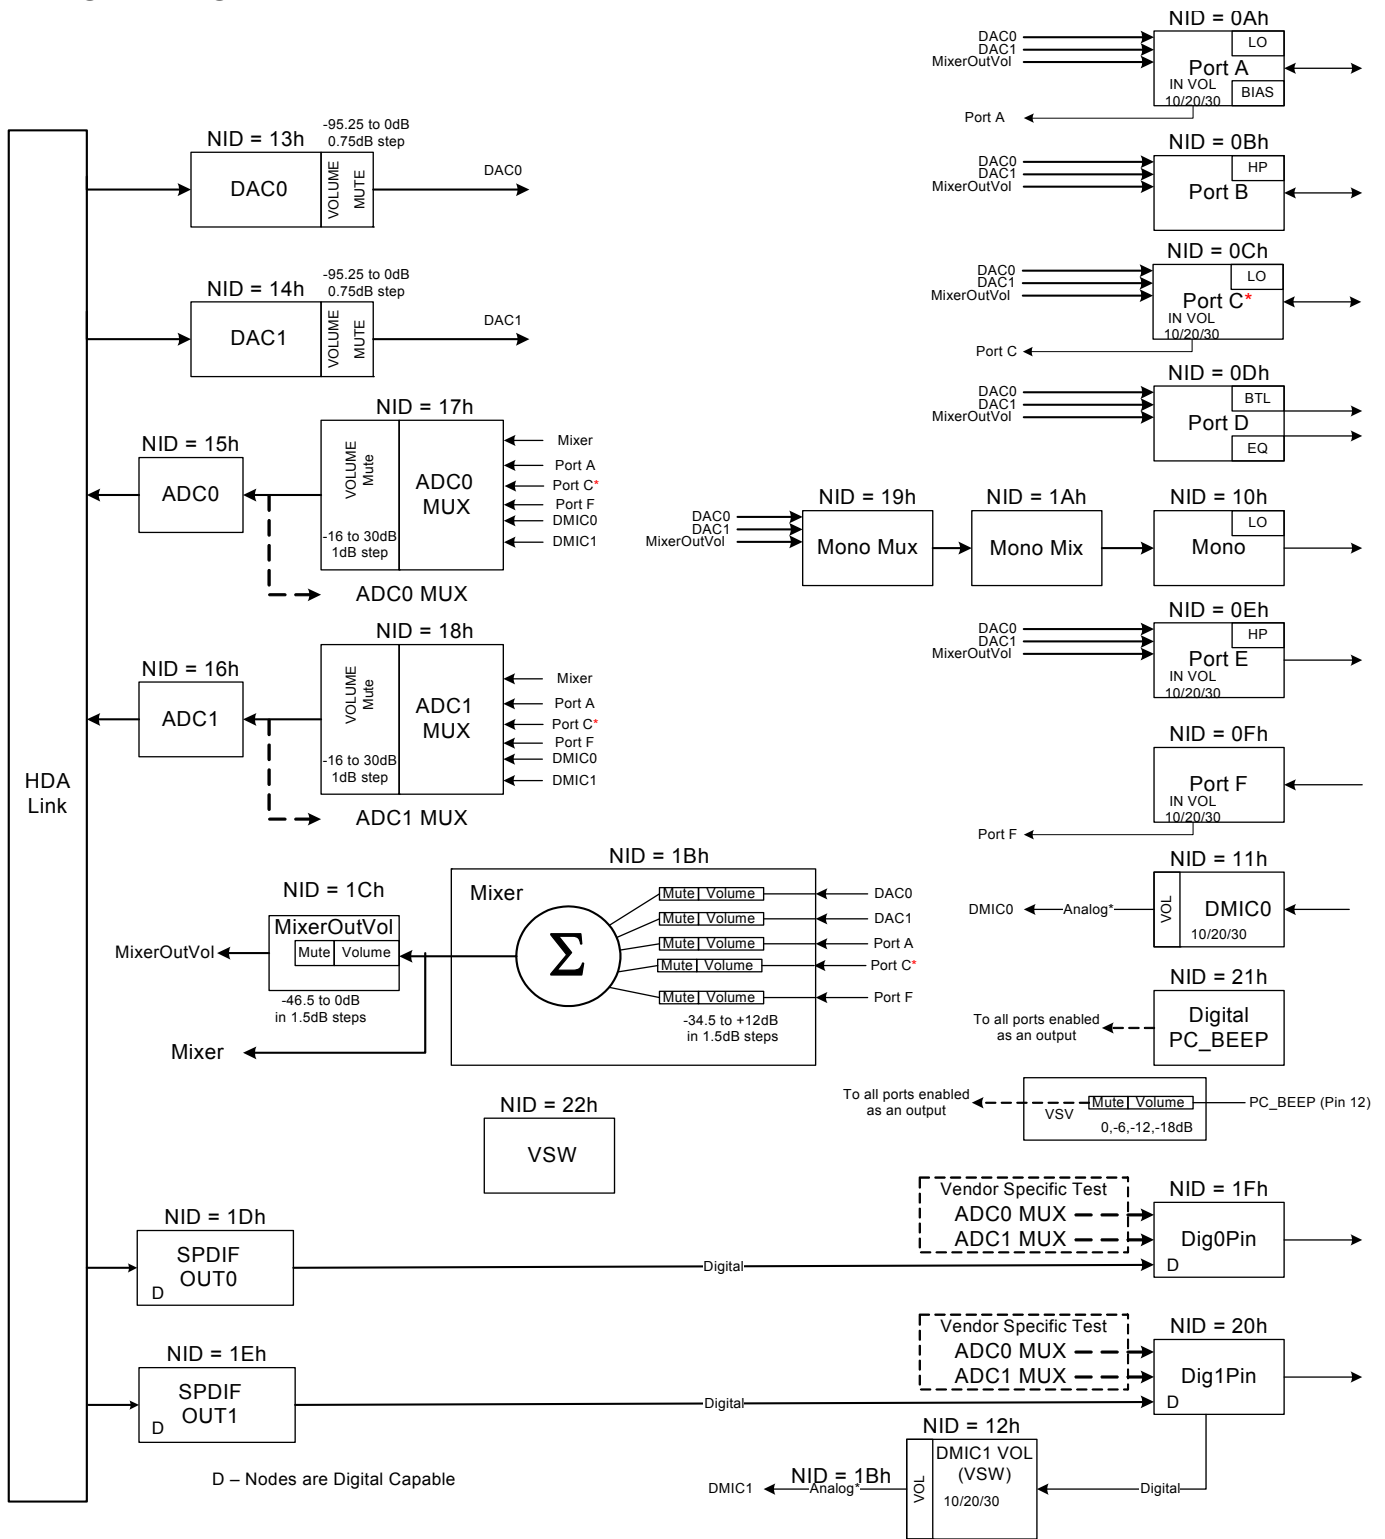 NID = 0Ah
DAC0
DAC1
MixerOutVol
LO
Port A
IN VOL
10/20/30
BIAS
Port A
NID = 13h
-95.25 to 0dB
0.75dB step
DAC0
VOLUME
MUTE
DAC0
NID = 0Bh
DAC0
DAC1
MixerOutVol
HP
Port B
NID = 0Ch
DAC0
DAC1
MixerOutVol
LO
Port C*
IN VOL
10/20/30
Port C
NID = 14h
-95.25 to 0dB
0.75dB step
DAC1
VOLUME
MUTE
DAC1
NID = 0Dh
DAC0
DAC1
MixerOutVol
BTL
Port D
EQ
NID = 17h
NID = 15h
ADC0
VOLUME
Mute
-16 to 30dB
1dB step
ADC0
MUX
Mixer
Port A
Port C*
Port F
DMIC0
DMIC1
ADC0 MUX
NID = 19h
DAC0
DAC1
MixerOutVol
Mono Mux
NID = 1Ah
Mono Mix
NID = 10h
LO
Mono
NID = 0Eh
DAC0
DAC1
MixerOutVol
HP
Port E
IN VOL
10/20/30
NID = 18h
NID = 16h
ADC1
VOLUME
Mute
-16 to 30dB
1dB step
ADC1
MUX
Mixer
Port A
Port C*
Port F
DMIC0
DMIC1
ADC1 MUX
NID = 0Fh
Port F
IN VOL
10/20/30
Port F
HDA
Link
NID = 1Bh
Mixer
Σ
Mute Volume
DAC0
Mute Volume
DAC1
Mute Volume
Port A
Mute Volume
Port C*
Mute Volume
Port F
-34.5 to +12dB
in 1.5dB steps
NID = 1Ch
MixerOutVol
Mute Volume
-46.5 to 0dB
in 1.5dB steps
MixerOutVol
Mixer
NID = 11h
DMIC0
Analog*
VOL
DMIC0
10/20/30
NID = 21h
To all ports enabled
as an output
Digital
PC_BEEP
To all ports enabled
as an output
VSV
Mute Volume
0,-6,-12,-18dB
PC_BEEP (Pin 12)
NID = 22h
VSW
NID = 1Dh
SPDIF
OUT0
D
Digital
Vendor Specific Test
ADC0 MUX
ADC1 MUX
NID = 1Fh
Dig0Pin
D
NID = 1Eh
SPDIF
OUT1
D
Digital
Vendor Specific Test
ADC0 MUX
ADC1 MUX
NID = 20h
Dig1Pin
D
NID = 12h
DMIC1 VOL
(VSW)
VOL
10/20/30
Digital
NID = 1Bh
DMIC1
Analog*
D – Nodes are Digital Capable